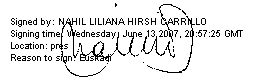 Signed by: NAHIL LILIANA HIRSH CARRILLO
Signing time: Wednesday, June 13, 2007, 20:57:25 GMT
Location: pres
Reason to sign: Euskadi